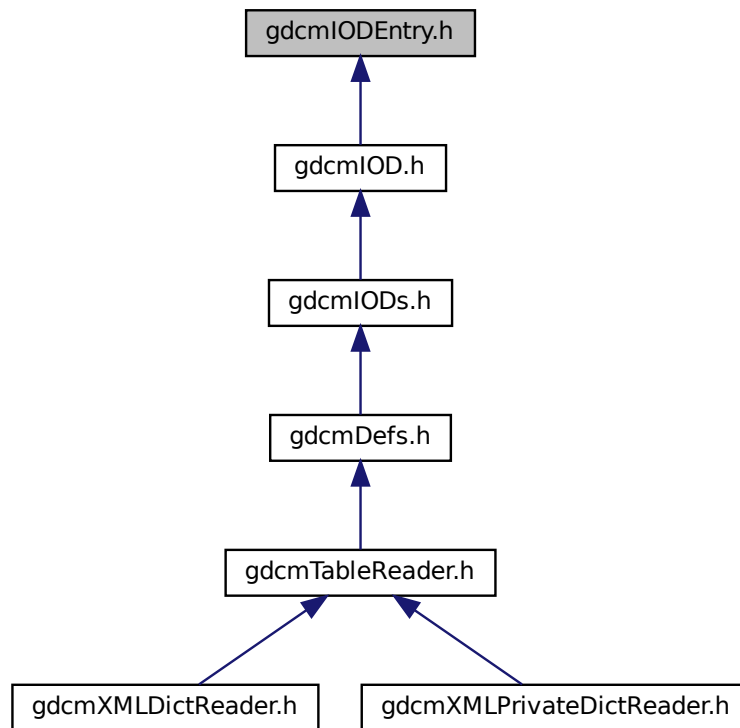 gdcmIODEntry.h
gdcmIOD.h
gdcmIODs.h
gdcmDefs.h
gdcmTableReader.h
gdcmXMLDictReader.h
gdcmXMLPrivateDictReader.h